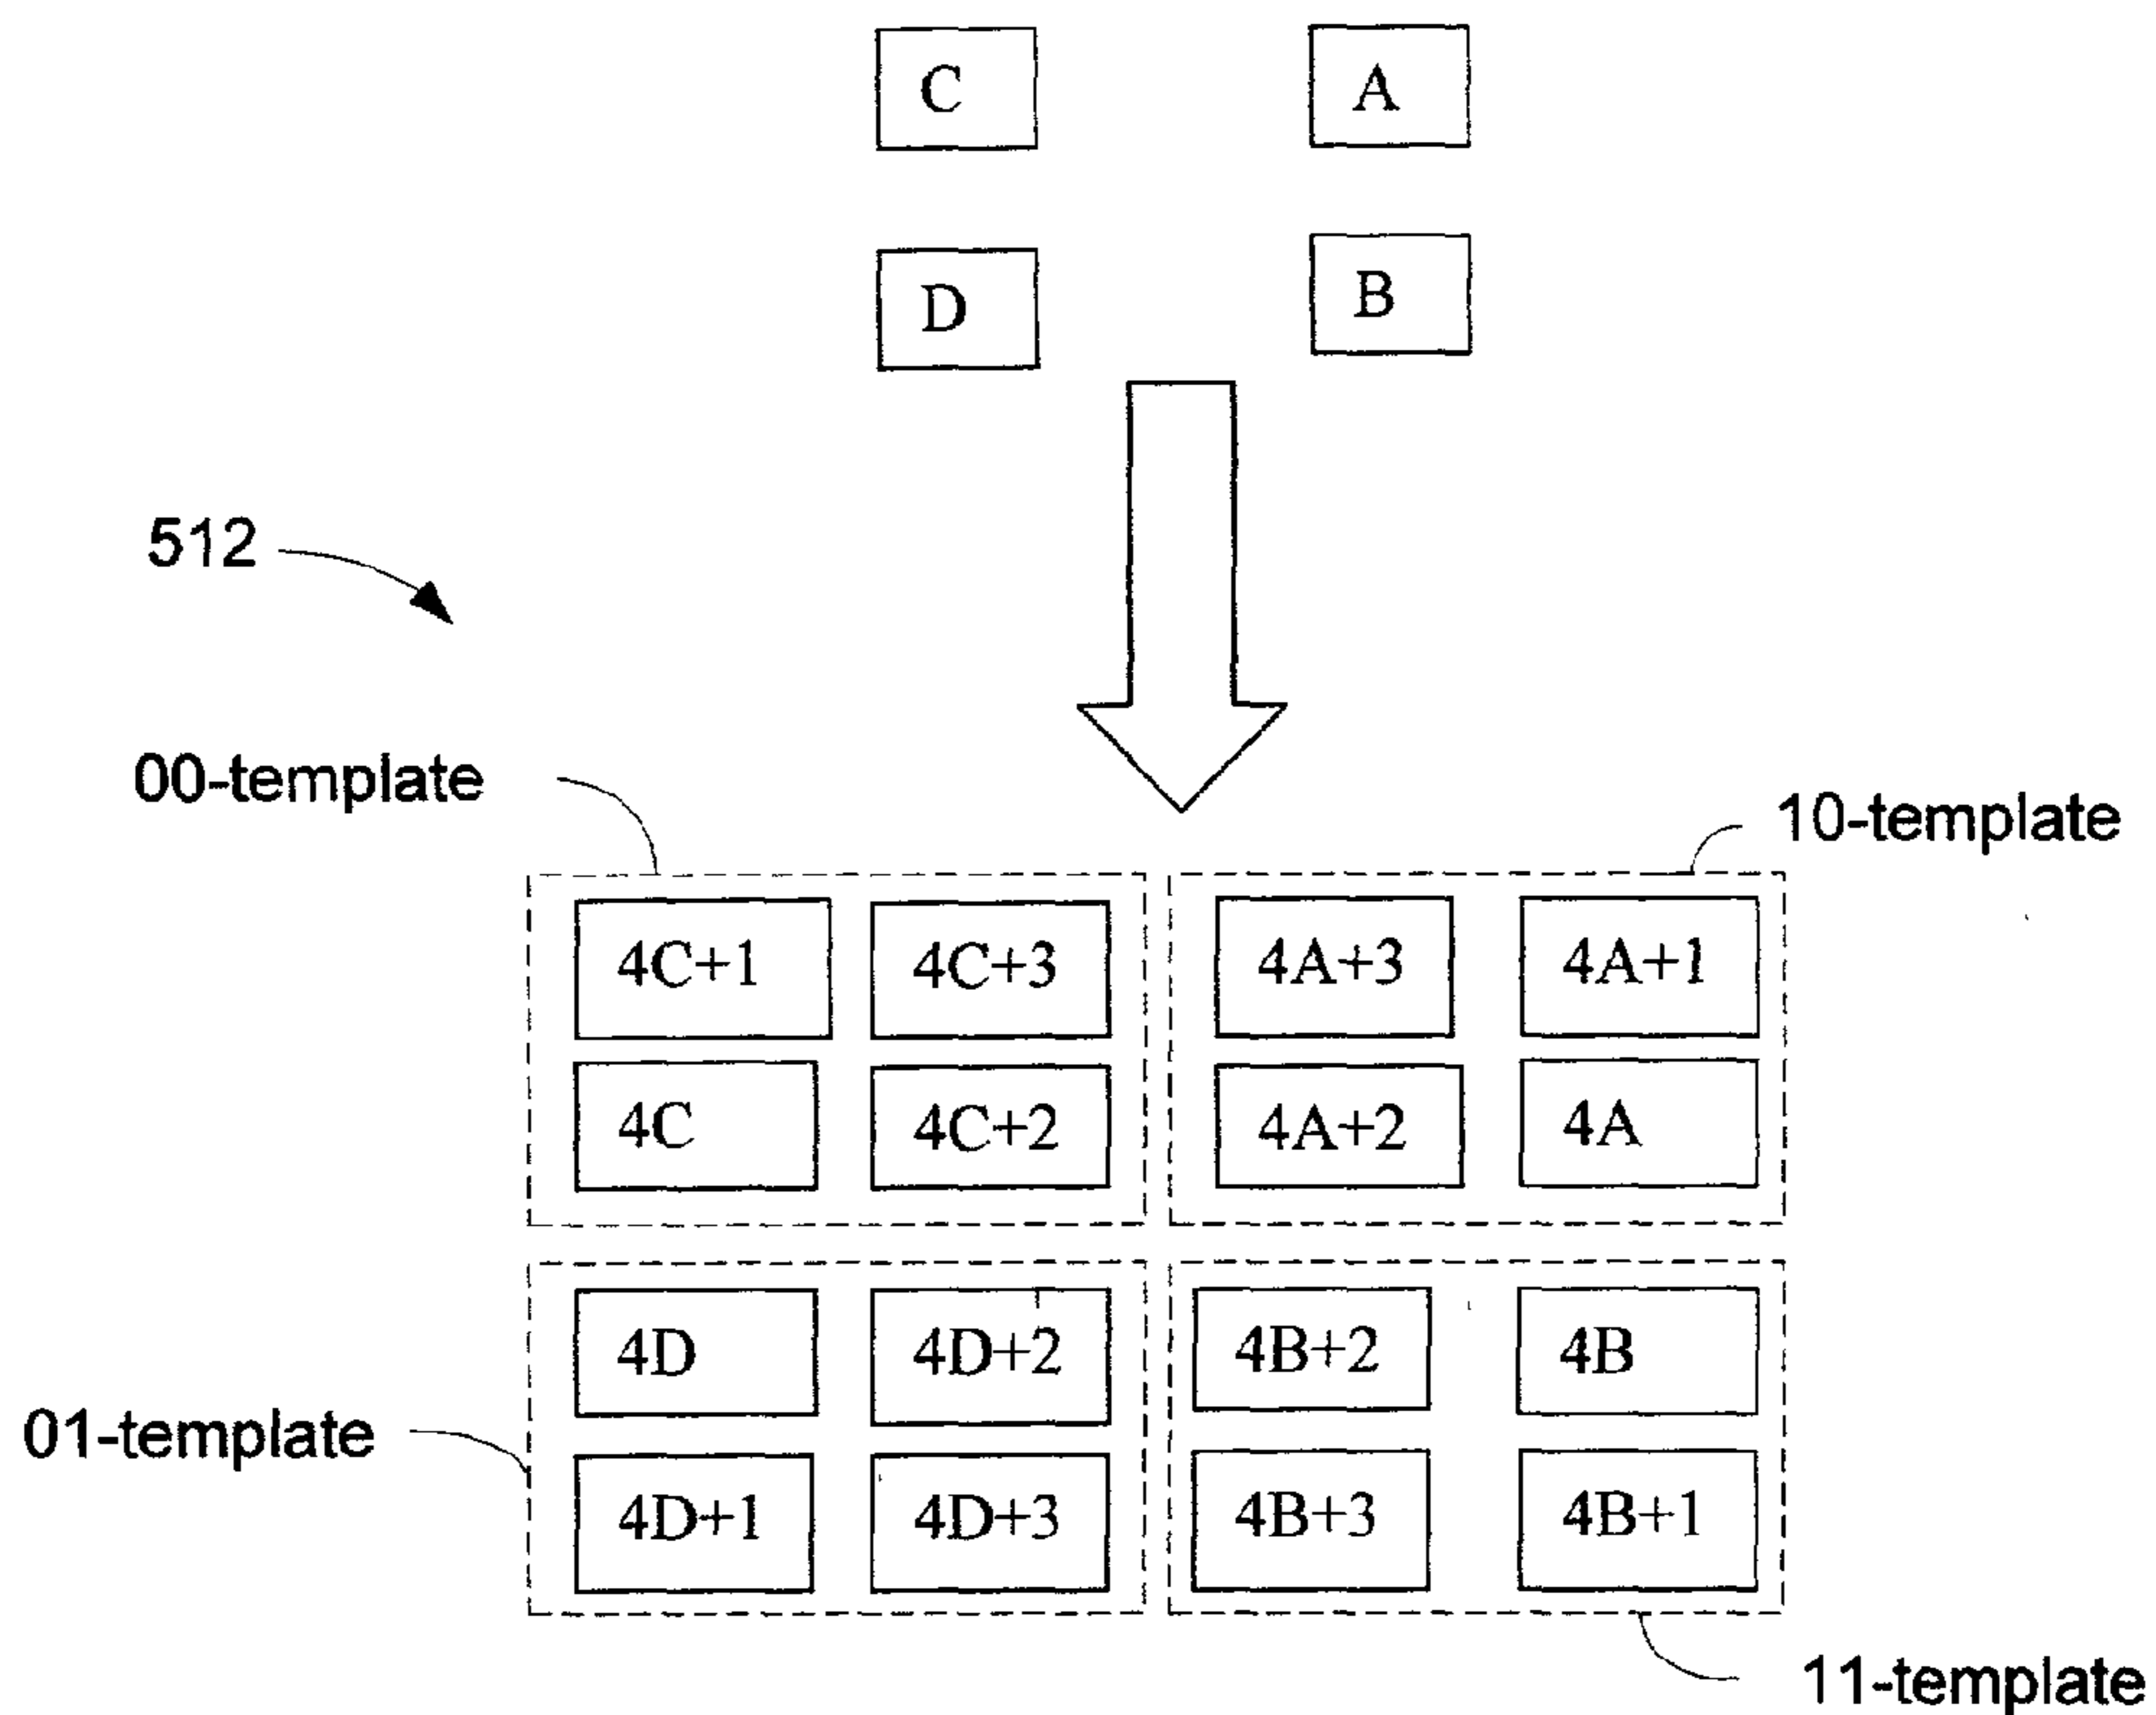 C
A
D
B
512
00-template
10-template
4C+1
4C+3
4A+3
4A+1
4C
4C+2
4A+2
4A
4D
4D+2
4B+2
4B
01-template
4D+1
4D+3
4B+3
4B+1
11-template